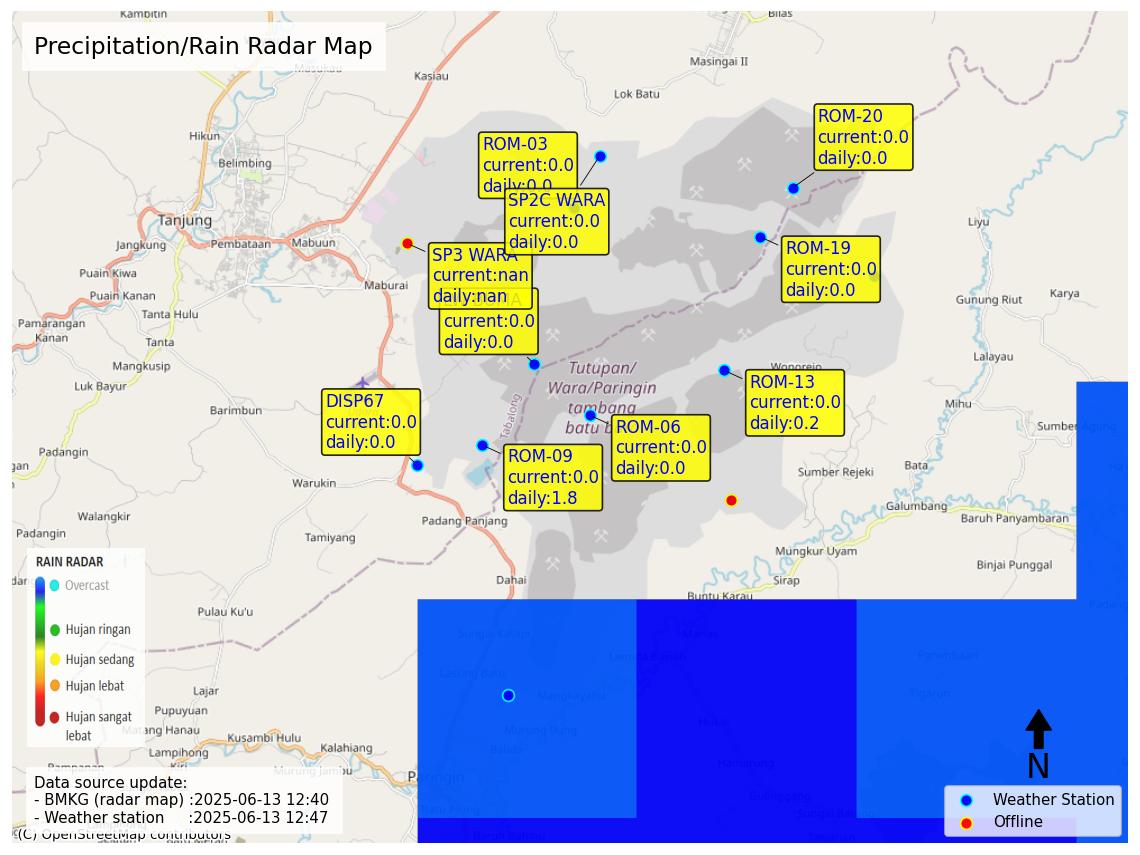 Precipitation/Rain Radar Map
Kambitin
Bilas
Masingai II
Kasiau
Masukau
Lok Batu
Hikun
Belimbing
Tanjung
Jangkung
Pembataan
Mabuun
Puain Kiwa
Maburai
Puain Kanan
Tanta Hulu
Pamarangan
Kanan
Tanta
Mangkusip
Luk Bayur
Barimbun
Padangin
Warukin
Walangkir
Padangin
Tamiyang
Padang Panjang
Dahai
Pulau Ku'u
Lajar
Pupuyuan
Matang Hanau
Lampihong
Kusambi Hulu
Kalahiang
Murung Jambu
Paringin
Liyu
Gunung Riut
Karya
Lalayau
Mihu
Wonorejo
Sumber Rejeki
Bata
Galumbang
Baruh Panyambaran
Mungkur Uyam
Binjai Punggal
Sirap
Buntu Karau
Tabalong
Tutupan/
Wara/Paringin
tambang
batu b
ROM-03
current:0.0
daily:0.0
SP2C WARA
current:0.0
daily:0.0
ROM-20
current:0.0
daily:0.0
ROM-19
current:0.0
daily:0.0
SP3 WARA
current:nan
daily:nan
current:0.0
daily:0.0
DISP67
current:0.0
daily:0.0
ROM-09
current:0.0
daily:1.8
ROM-06
current:0.0
daily:0.0
ROM-13
current:0.0
daily:0.2
RAIN RADAR
Overcast
Hujan ringan
Hujan sedang
Hujan lebat
Hujan sangat
lebat
Data source update:
- BMKG (radar map) :2025-06-13 12:40
- Weather station :2025-06-13 12:47
(C) OpenStreetMap contributors
N
Weather Station
Offline